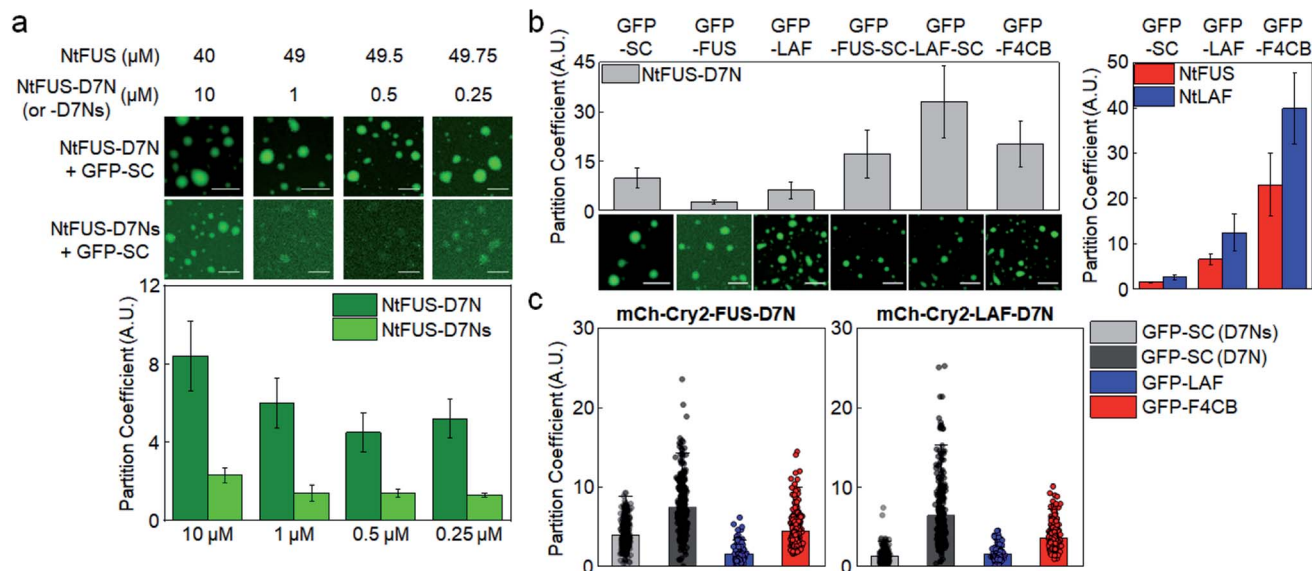 a
NtFUS (μM) 40 49 49.5 49.75
NtFUS-D7N (μM) 10 1 0.5 0.25
(or -D7Ns)
NtFUS-D7N
+ GFP-SC
NtFUS-D7Ns
+ GFP-SC
Partition Coefficient (A.U.)
12
8
4
0
NtFUS-D7N
NtFUS-D7Ns
10 μM 1 μM 0.5 μM 0.25 μM
b
GFP GFP GFP GFP GFP GFP
-SC -FUS -LAF -FUS-SC -LAF-SC -F4CB
Partition Coefficient (A.U.)
45
30
15
0
NtFUS-D7N
GFP GFP GFP
-SC -LAF -F4CB
Partition Coefficient (A.U.)
50
40
30
20
10
0
NtFUS
NtLAF
c
mCh-Cry2-FUS-D7N
Partition Coefficient (A.U.)
30
20
10
0
mCh-Cry2-LAF-D7N
30
20
10
0
GFP-SC (D7Ns)
GFP-SC (D7N)
GFP-LAF
GFP-F4CB